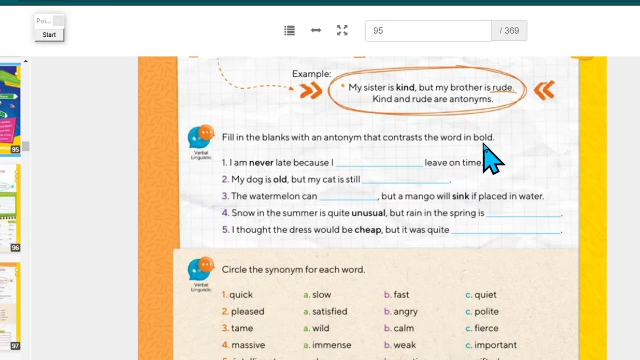 Poi...
Start
95
/ 369
Example:
My sister is kind, but my brother is rude.
Kind and rude are antonyms.
Verbal
Linguistic
Fill in the blanks with an antonym that contrasts the word in bold.
1. I am never late because I ____ leave on time.
2. My dog is old, but my cat is still ____.
3. The watermelon can ____, but a mango will sink if placed in water.
4. Snow in the summer is quite unusual, but rain in the spring is ____.
5. I thought the dress would be cheap, but it was quite ____.
Verbal
Linguistic
Circle the synonym for each word.
1. quick a. slow b. fast c. quiet
2. pleased a. satisfied b. angry c. polite
3. tame a. wild b. calm c. fierce
4. massive a. immense b. weak c. important
95
96
97